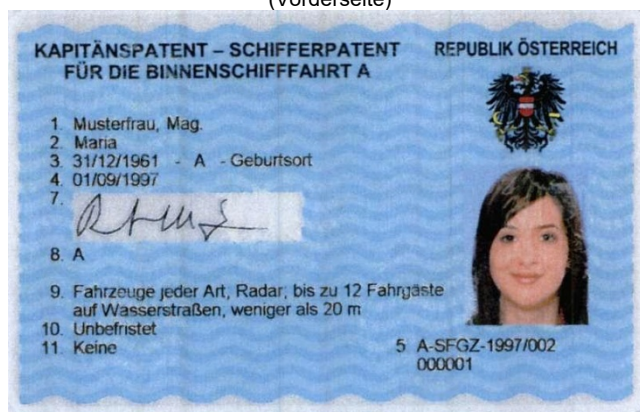 (Vorderseite)
KAPITÄNSPATENT – SCHIFFERPATENT
FÜR DIE BINNENSCHIFFFAHRT A
REPUBLIK ÖSTERREICH
1. Musterfrau, Mag.
2. Maria
3. 31/12/1961 - A - Geburtsort
4. 01/09/1997
7.
8. A
9. Fahrzeuge jeder Art, Radar, bis zu 12 Fahrgäste
auf Wasserstraßen, weniger als 20 m
10. Unbefristet
11. Keine
5 A-SFGZ-1997/002
000001